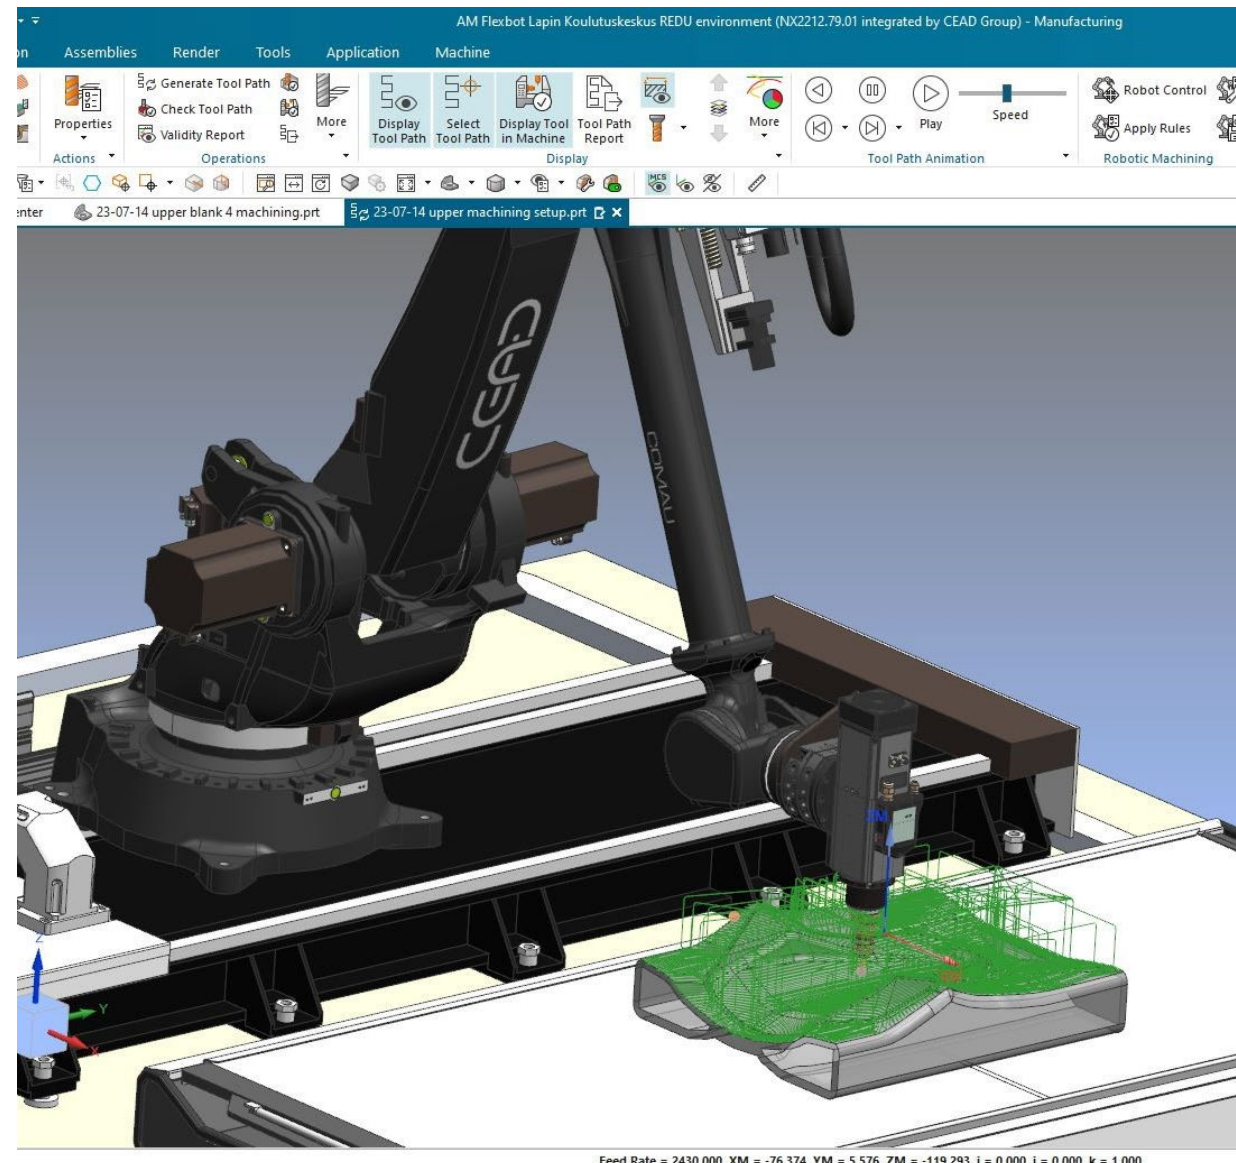 AM Flexbot Lapin Koulutuskeskus REDU environment (NX2212.79.01 integrated by CEAD Group) - Manufacturing
on Assemblies Render Tools Application Machine
Properties
Actions
Generate Tool Path
Check Tool Path
Validity Report
More
Operations
Display Tool Path
Select Tool Path
Display Tool in Machine
Tool Path Report
More
Display
Play
Speed
Tool Path Animation
Robot Control
Apply Rules
Robotic Machining
MCS
enter 23-07-14 upper blank 4 machining.prt 23-07-14 upper machining setup.prt
CEAD
COMAU
ZM
Z
Y
X
Feed Rate = 2430.000, XM = -76.374, YM = 5.576, ZM = -119.293, i = 0.000, j = 0.000, k = 1.000